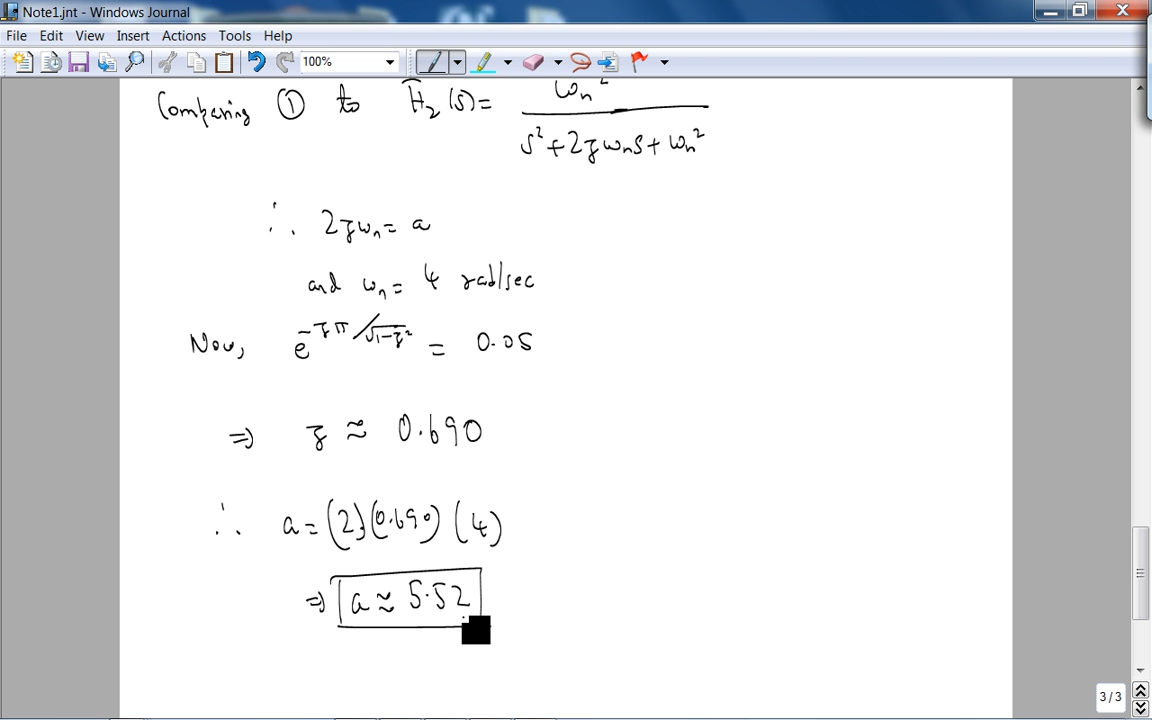 Note1.jnt - Windows Journal
File Edit View Insert Actions Tools Help
100%
Comparing ① to H̅₂(s) = ωn² / (s² + 2ζωns + ωn²)
∴ 2ζωn = a
and ωn = 4 rad/sec
Now, e^(-ζπ/√(1-ζ²)) = 0.05
⇒ ζ ≈ 0.690
∴ a = (2)(0.690)(4)
⇒ a ≈ 5.52
3/3